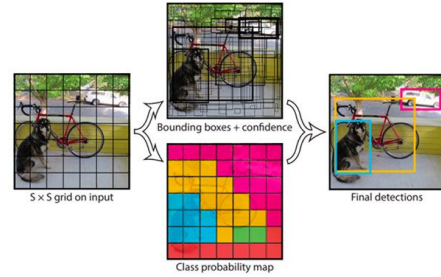 Bounding boxes + confidence
S × S grid on input
Final detections
Class probability map